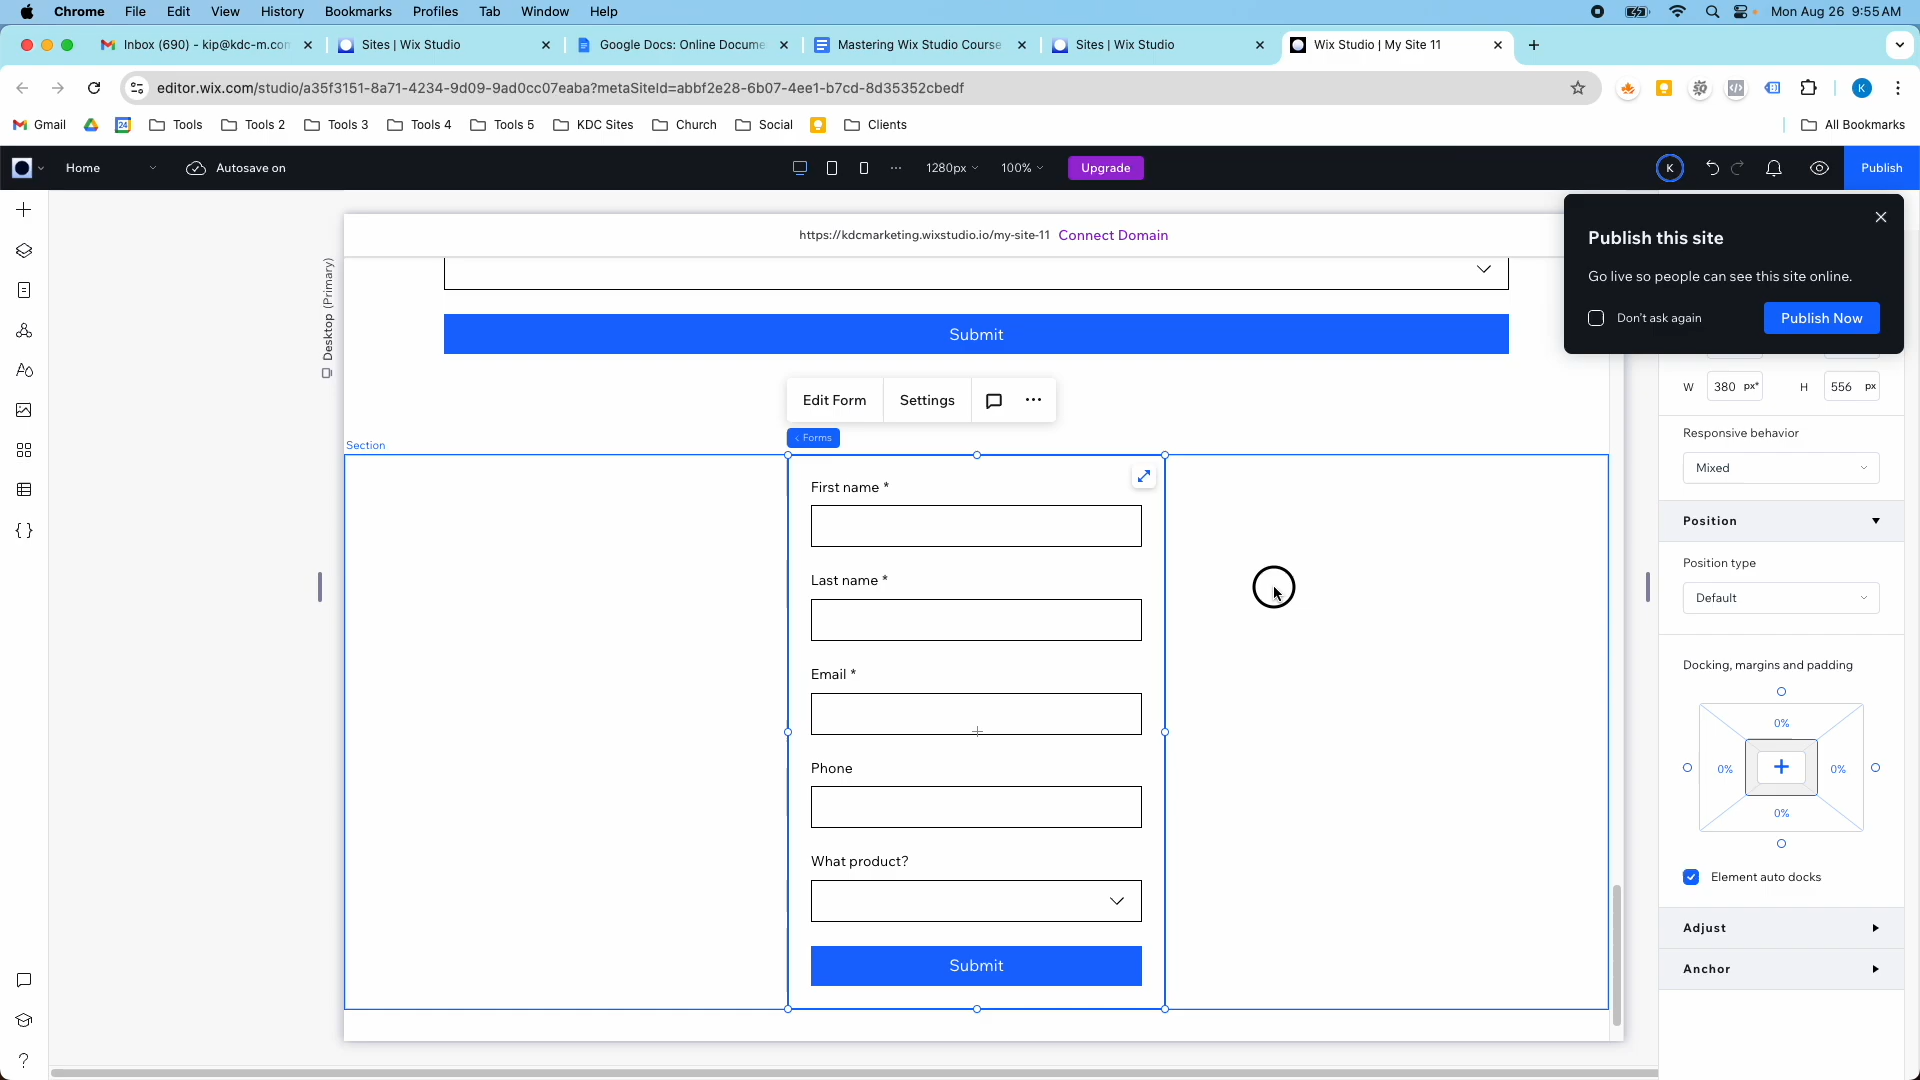 Chrome File Edit View History Bookmarks Profiles Tab Window Help Mon Aug 26 9:55 AM
Inbox (690) - kip@kdc-m.con Sites | Wix Studio Google Docs: Online Docume Mastering Wix Studio Course Sites | Wix Studio Wix Studio | My Site 11
editor.wix.com/studio/a35f3151-8a71-4234-9d09-9ad0cc07eaba?metaSiteId=abbf2e28-6b07-4ee1-b7cd-8d35352cbedf
K
Gmail Tools Tools 2 Tools 3 Tools 4 Tools 5 KDC Sites Church Social Clients All Bookmarks
Home Autosave on 1280px 100% Upgrade K Publish
https://kdcmarketing.wixstudio.io/my-site-11 Connect Domain
Publish this site
Go live so people can see this site online.
Don't ask again Publish Now
Desktop (Primary)
Submit
W 380 px* H 556 px
Edit Form Settings
Responsive behavior
Forms
Section
Mixed
First name *
Position
Position type
Last name *
Default
Docking, margins and padding
Email *
0%
0% 0%
0%
Phone
What product?
Element auto docks
Adjust
Submit
Anchor